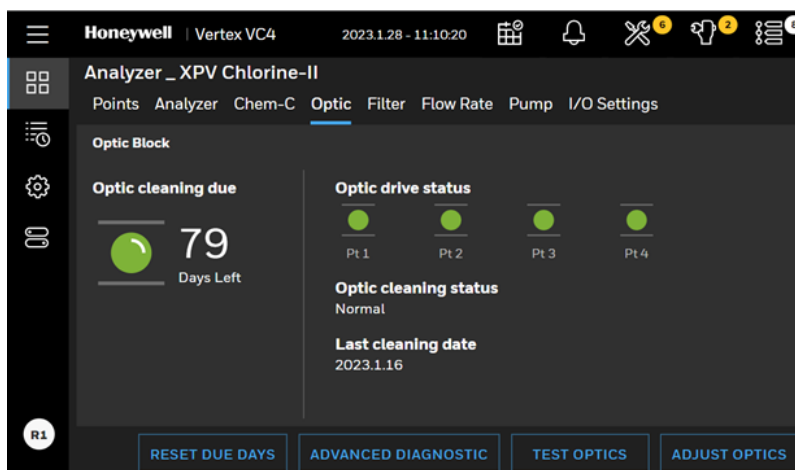 Honeywell | Vertex VC4 2023.1.28 - 11:10:20 6 2 8
Analyzer _ XPV Chlorine-II
Points Analyzer Chem-C Optic Filter Flow Rate Pump I/O Settings
Optic Block
Optic cleaning due
79
Days Left
Optic drive status
Pt 1 Pt 2 Pt 3 Pt 4
Optic cleaning status
Normal
Last cleaning date
2023.1.16
R1
RESET DUE DAYS ADVANCED DIAGNOSTIC TEST OPTICS ADJUST OPTICS